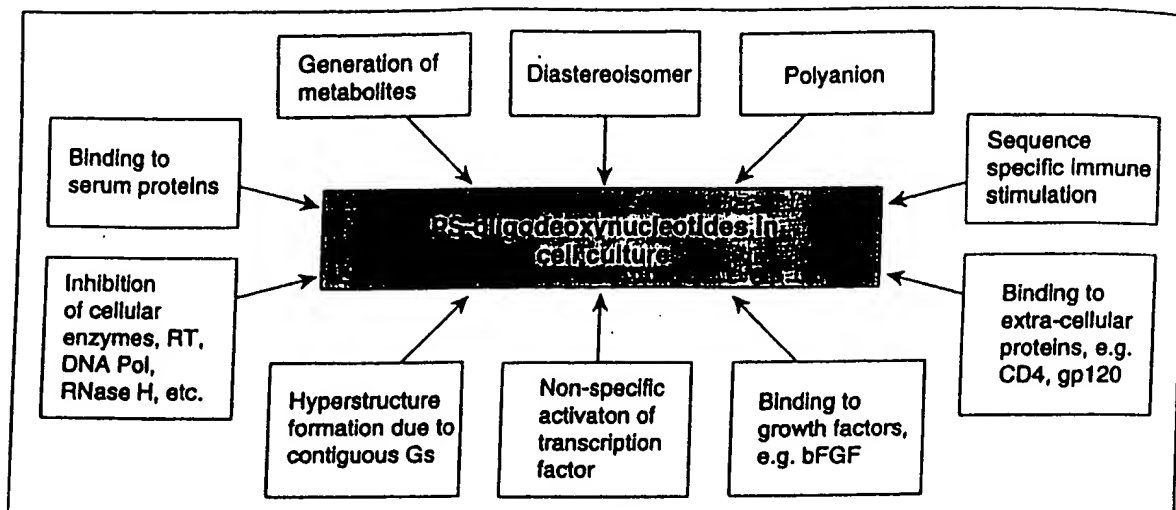 Generation of
metabolites
Diastereoisomer
Polyanion
Binding to
serum proteins
Sequence
specific immune
stimulation
PS-oligodeoxynucleotides in
cell culture
Inhibition
of cellular
enzymes, RT,
DNA Pol,
RNase H, etc.
Hyperstructure
formation due to
contiguous Gs
Non-specific
activaton of
transcription
factor
Binding to
growth factors,
e.g. bFGF
Binding to
extra-cellular
proteins, e.g.
CD4, gp120